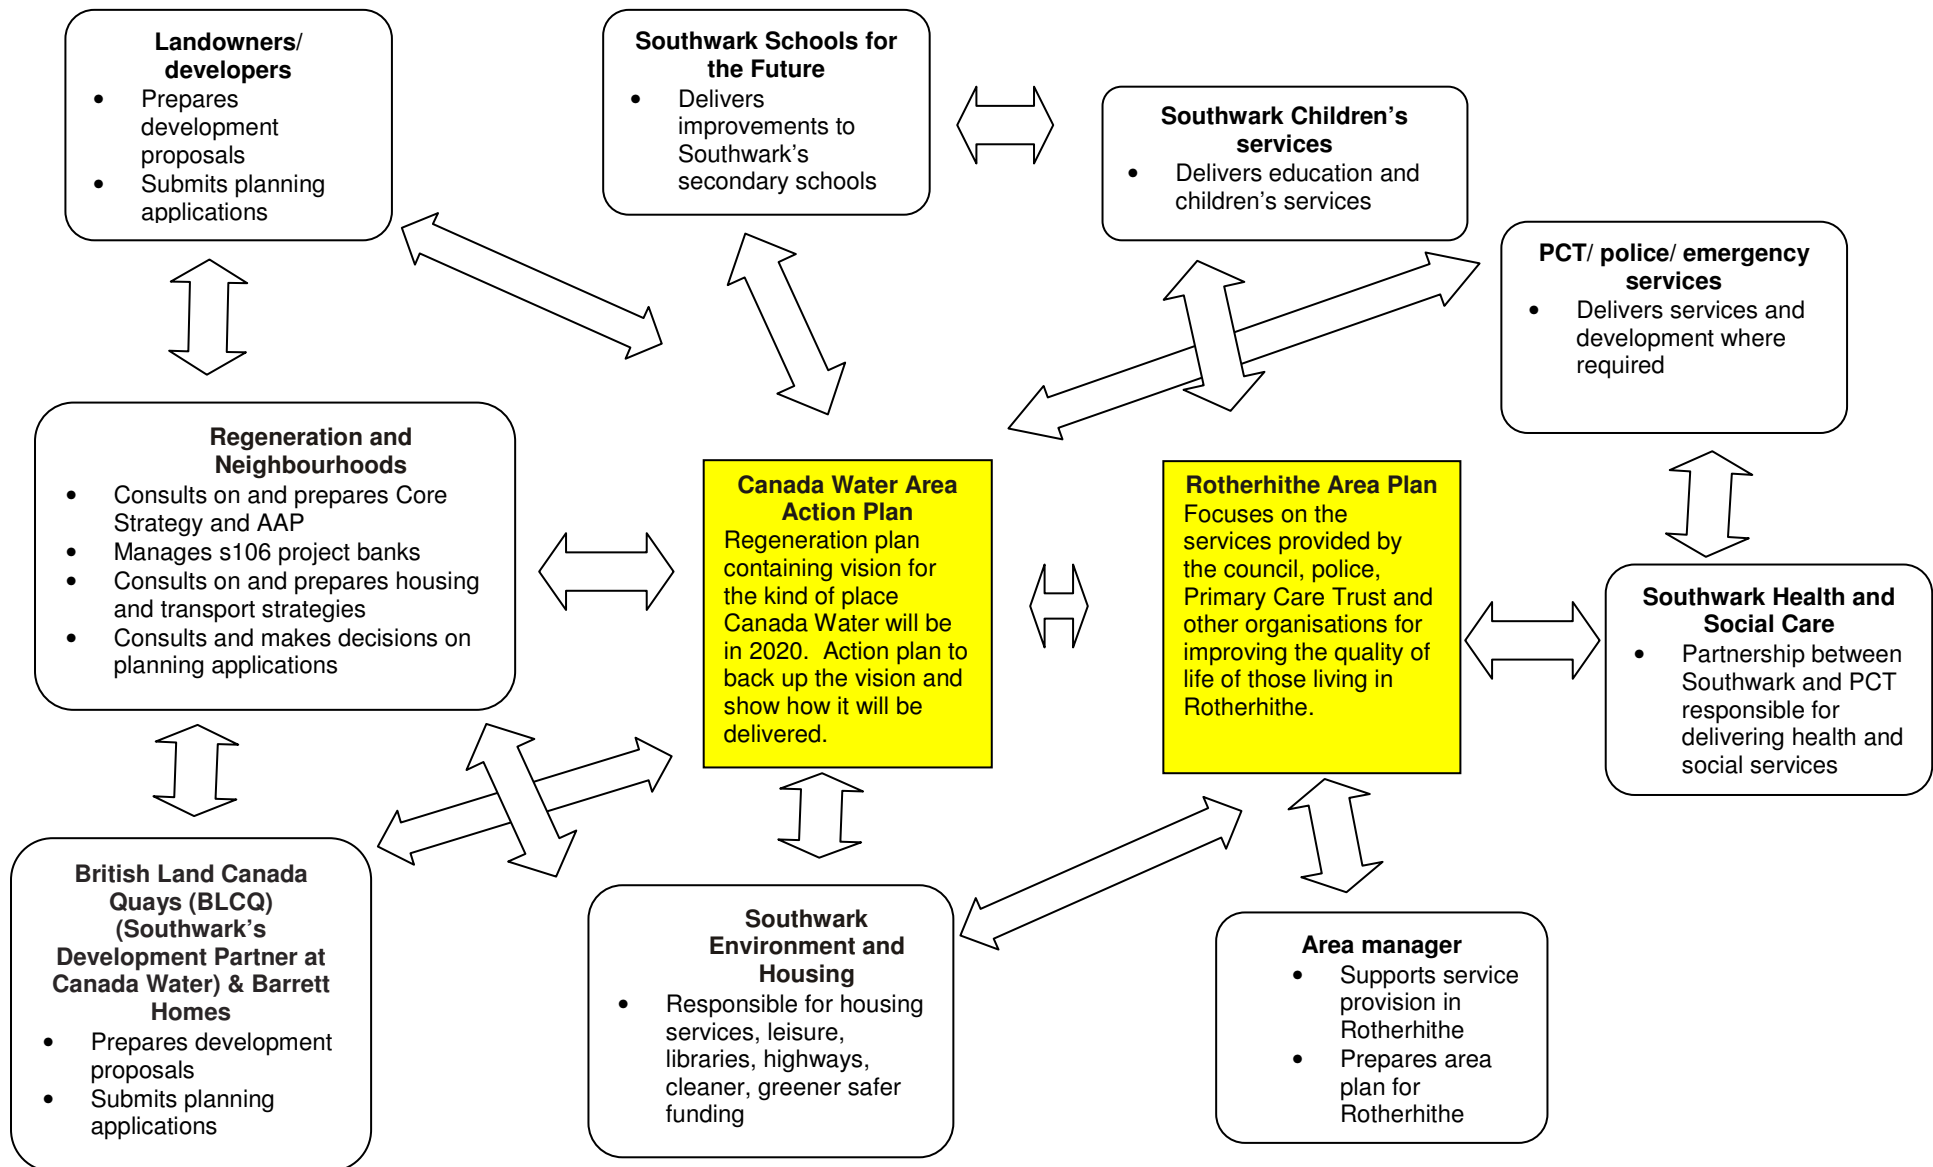 Landowners/
developers
• Prepares
development
proposals
• Submits planning
applications
Southwark Schools for
the Future
• Delivers
improvements to
Southwark's
secondary schools
Southwark Children's
services
• Delivers education and
children's services
PCT/ police/ emergency
services
• Delivers services and
development where
required
Regeneration and
Neighbourhoods
• Consults on and prepares Core
Strategy and AAP
• Manages s106 project banks
• Consults on and prepares housing
and transport strategies
• Consults and makes decisions on
planning applications
Canada Water Area
Action Plan
Regeneration plan
containing vision for
the kind of place
Canada Water will be
in 2020. Action plan to
back up the vision and
show how it will be
delivered.
Rotherhithe Area Plan
Focuses on the
services provided by
the council, police,
Primary Care Trust and
other organisations for
improving the quality of
life of those living in
Rotherhithe.
Southwark Health and
Social Care
• Partnership between
Southwark and PCT
responsible for
delivering health and
social services
British Land Canada
Quays (BLCQ)
(Southwark's
Development Partner at
Canada Water) & Barrett
Homes
• Prepares development
proposals
• Submits planning
applications
Southwark
Environment and
Housing
• Responsible for housing
services, leisure,
libraries, highways,
cleaner, greener safer
funding
Area manager
• Supports service
provision in
Rotherhithe
• Prepares area
plan for
Rotherhithe